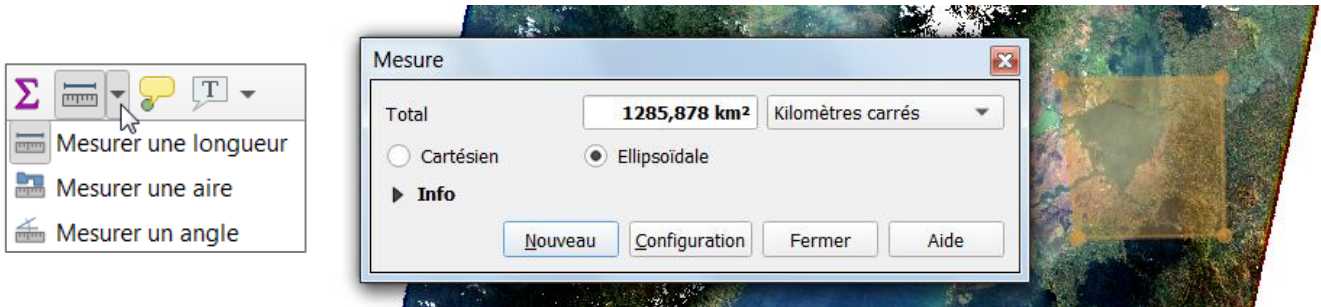 Σ T
Mesurer une longueur
Mesurer une aire
Mesurer un angle
Mesure
Total 1285,878 km² Kilomètres carrés
Cartésien Ellipsoïdale
Info
Nouveau Configuration Fermer Aide